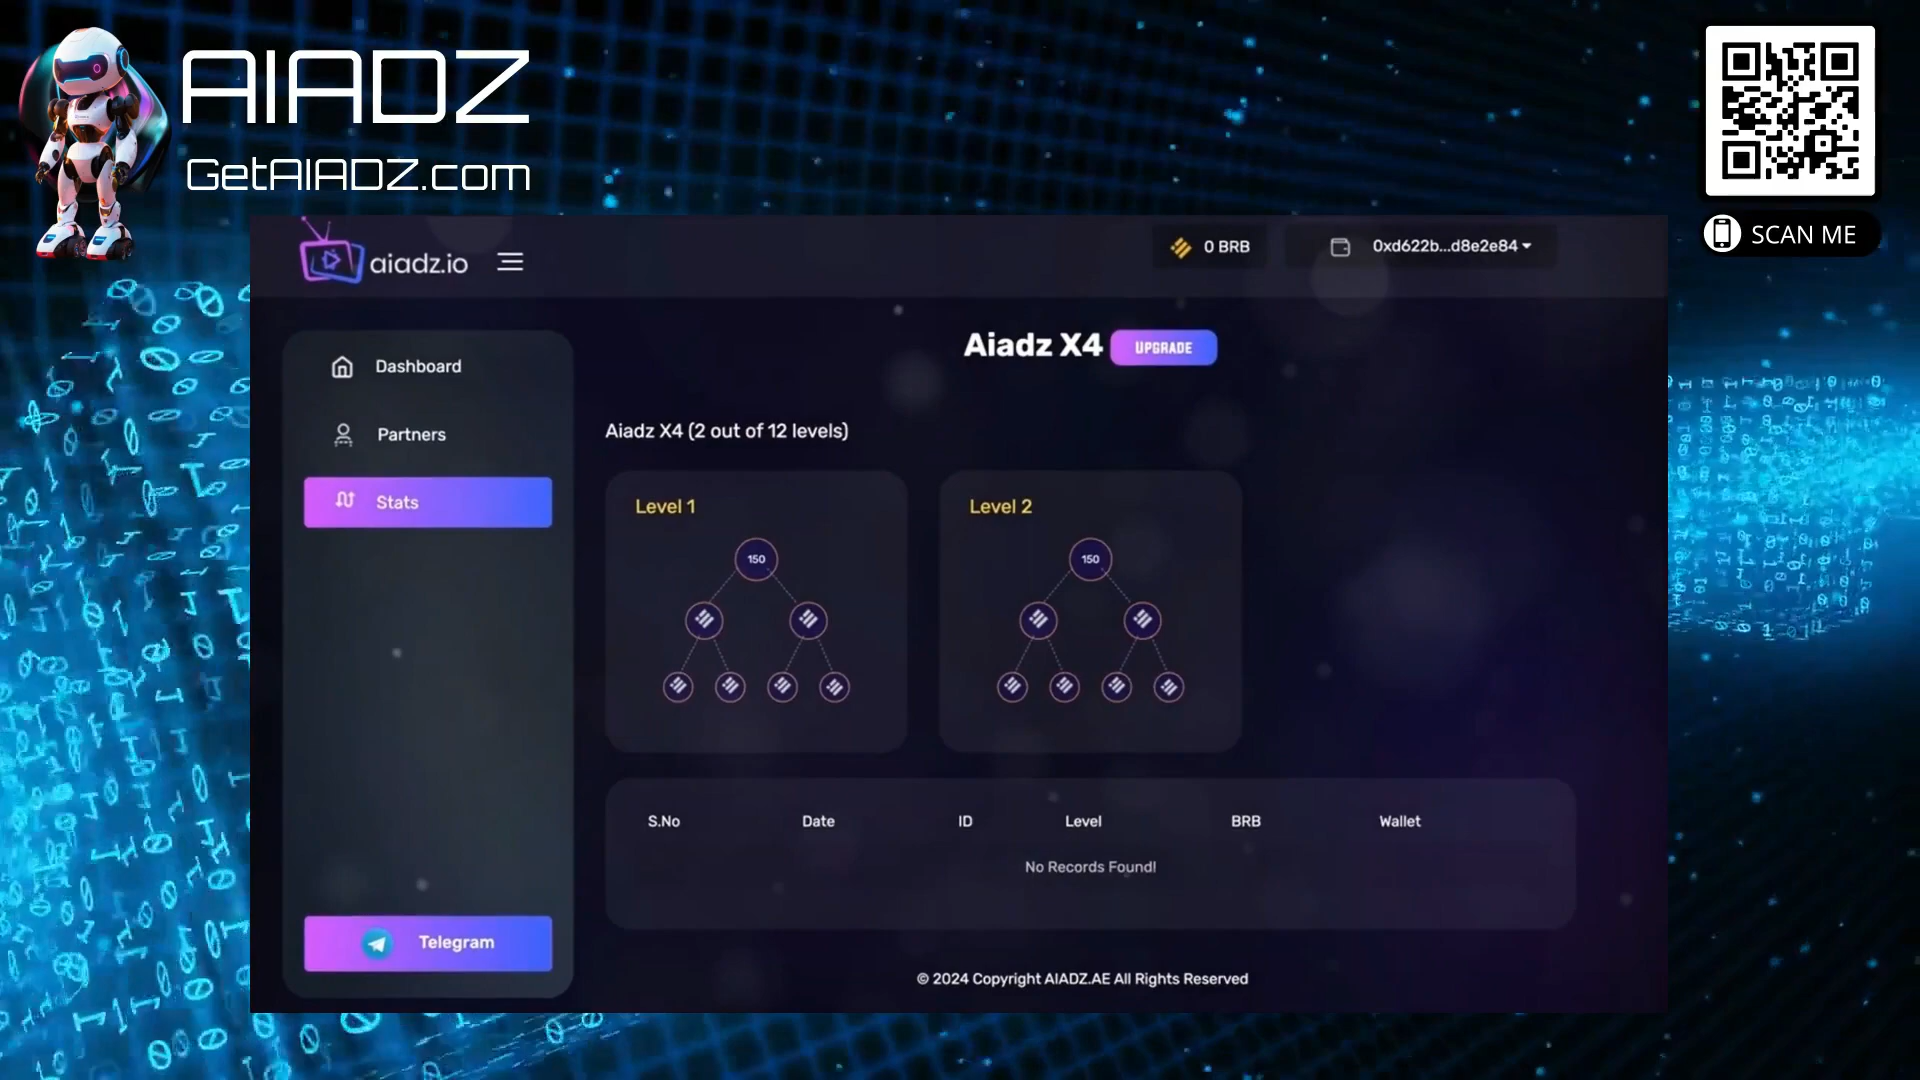 AIADZ
GetAIADZ.com
SCAN ME
aiadz.io
0 BRB
0xd622b...d8e2e84
Dashboard
Partners
Stats
Telegram
Aiadz X4
UPGRADE
Aiadz X4 (2 out of 12 levels)
Level 1
150
Level 2
150
S.No Date ID Level BRB Wallet
No Records Found!
© 2024 Copyright AIADZ.AE All Rights Reserved